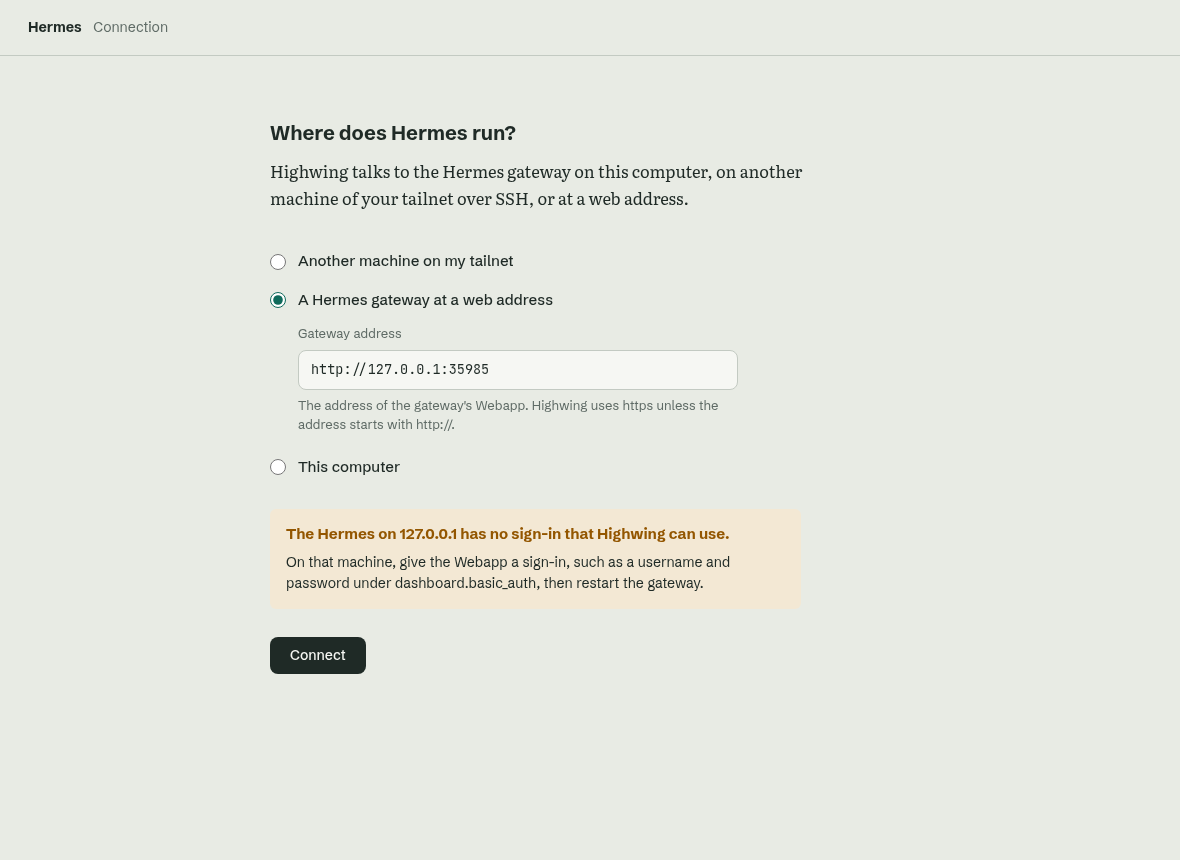 Hermes Connection
Where does Hermes run?
Highwing talks to the Hermes gateway on this computer, on another
machine of your tailnet over SSH, or at a web address.
Another machine on my tailnet
A Hermes gateway at a web address
Gateway address
http://127.0.0.1:35985
The address of the gateway's Webapp. Highwing uses https unless the
address starts with http://.
This computer
The Hermes on 127.0.0.1 has no sign-in that Highwing can use.
On that machine, give the Webapp a sign-in, such as a username and
password under dashboard.basic_auth, then restart the gateway.
Connect